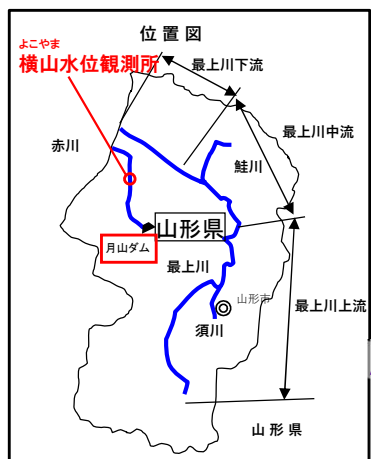 位置図
よこやま
横山水位観測所
最上川下流
最上川中流
赤川
鮭川
山形県
月山ダム
最上川
山形市
最上川上流
須川
山形県